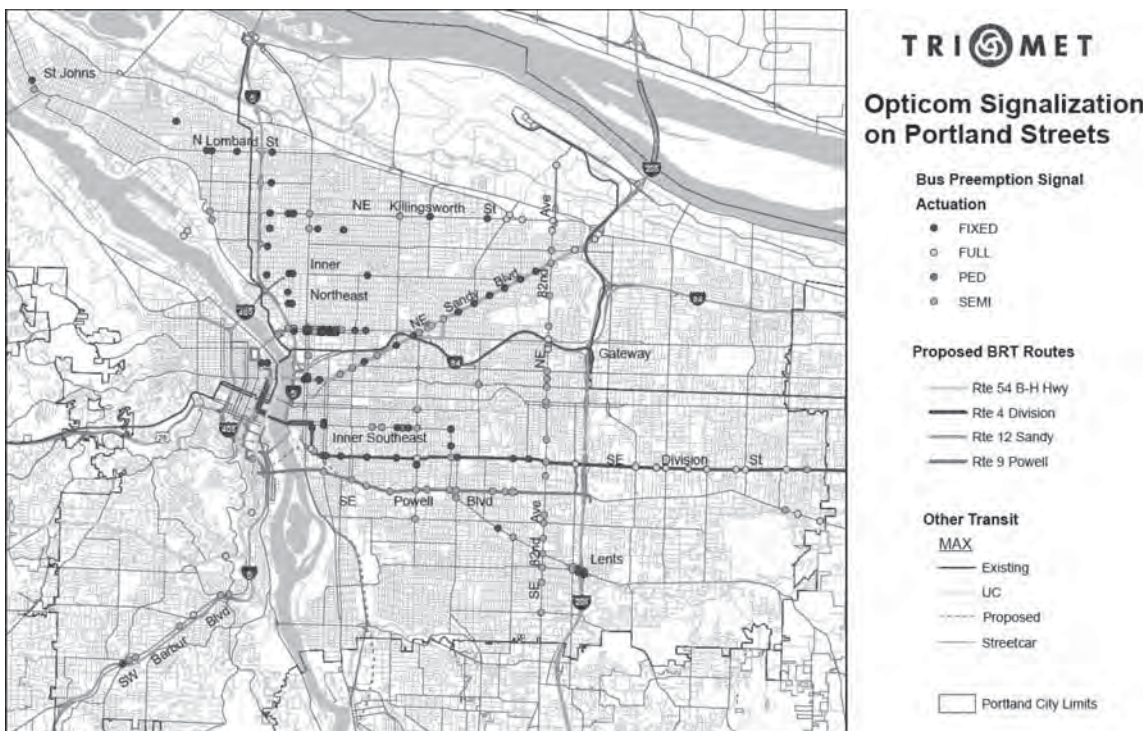 TRI MET
Opticom Signalization
on Portland Streets
Bus Preemption Signal
Actuation
FIXED
FULL
PED
SEMI
Proposed BRT Routes
Rte 54 B-H Hwy
Rte 4 Division
Rte 12 Sandy
Rte 9 Powell
Other Transit
MAX
Existing
UC
Proposed
Streetcar
Portland City Limits
St Johns
N Lombard St
NE Killingsworth St
Inner
Northeast
NE Sandy Blvd
NE 82nd Ave
Gateway
Inner Southeast
SE Division St
SE Powell Blvd
SE 82nd Ave
Lents
SW Barbur Blvd
205